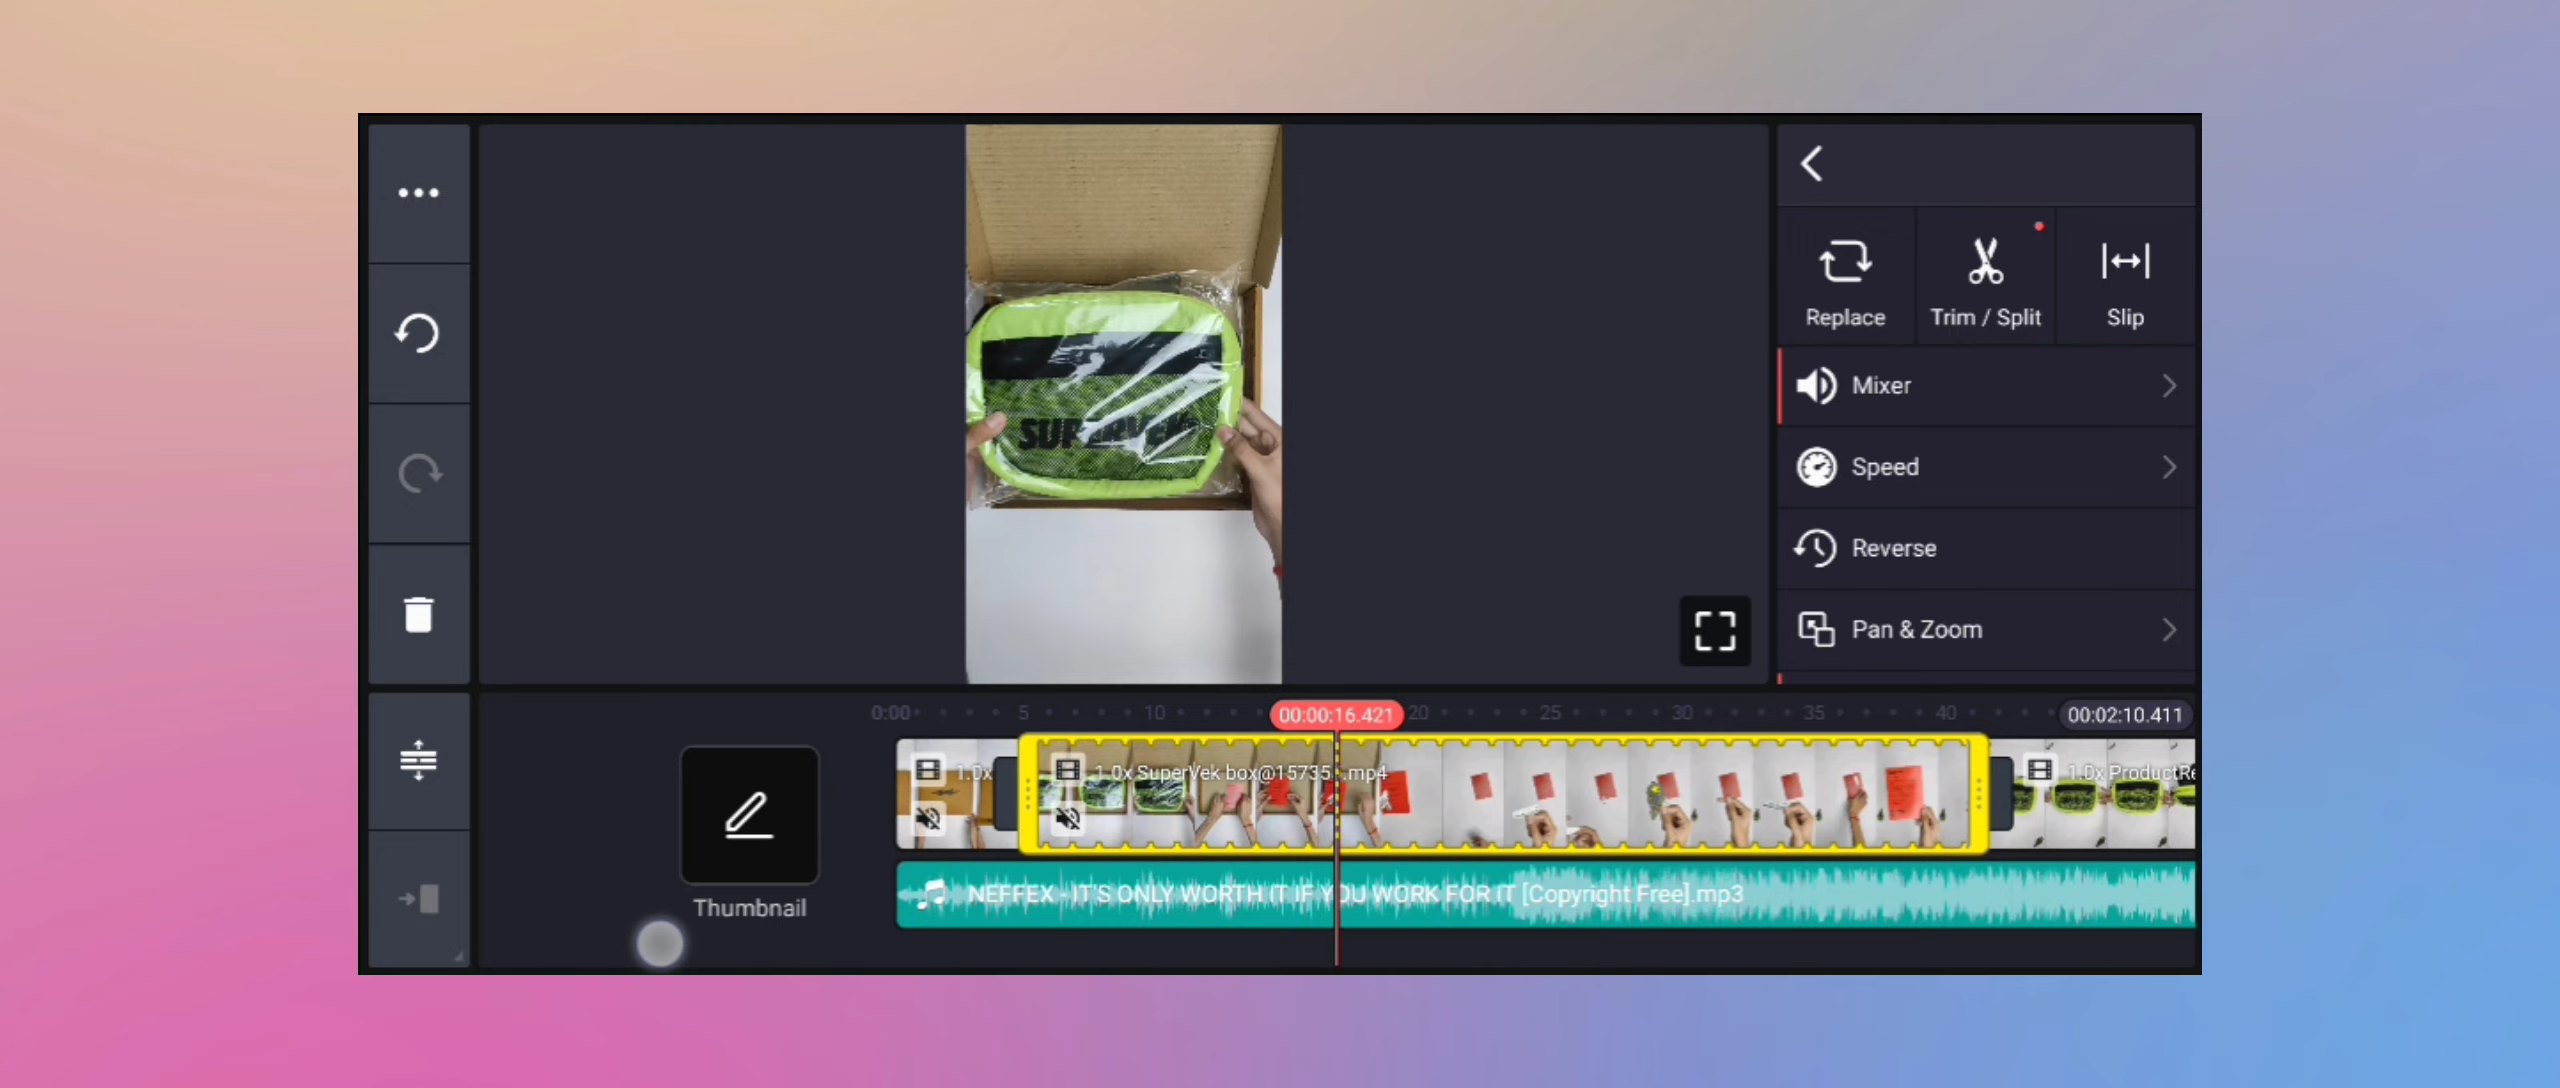 SUPERVEK
Replace
Trim / Split
Slip
Mixer
Speed
Reverse
Pan & Zoom
0:00 5 10 00:00:16.421 20 25 30 35 40 00:02:10.411
1.0x
1.0x SuperVek box@15735
.mp4
1.0x ProductRe
Thumbnail
NEFFEX - IT'S ONLY WORTH IT IF YOU WORK FOR IT [Copyright Free].mp3